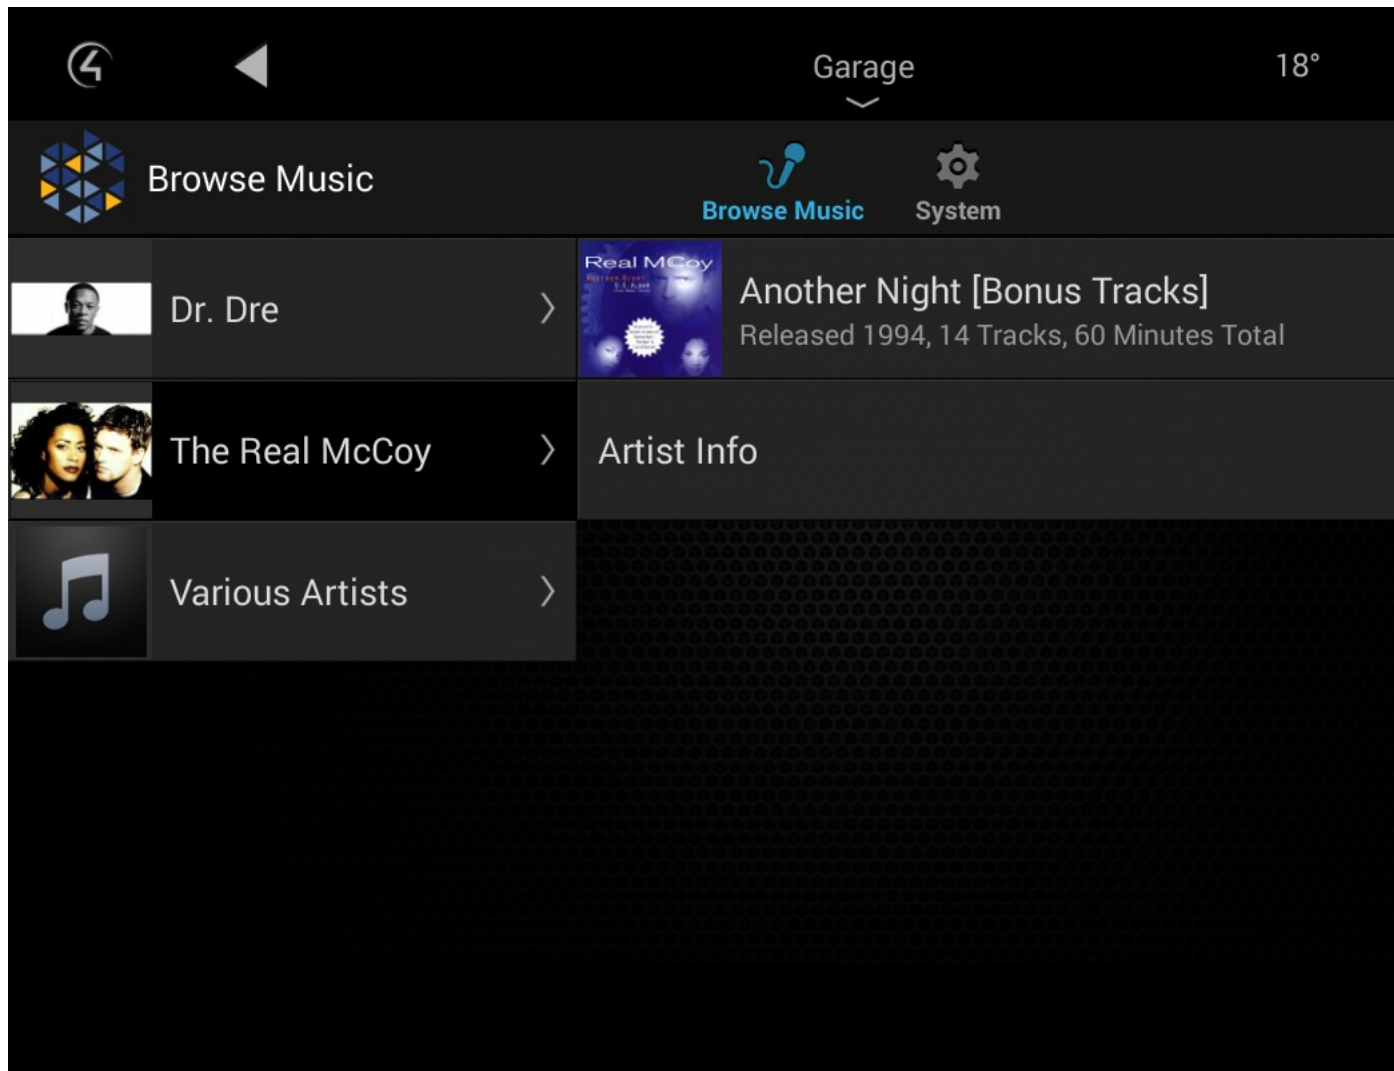 Garage
18°
Browse Music
Browse Music
System
Dr. Dre
Real McCoy
Another Night [Bonus Tracks]
Released 1994, 14 Tracks, 60 Minutes Total
The Real McCoy
Artist Info
Various Artists